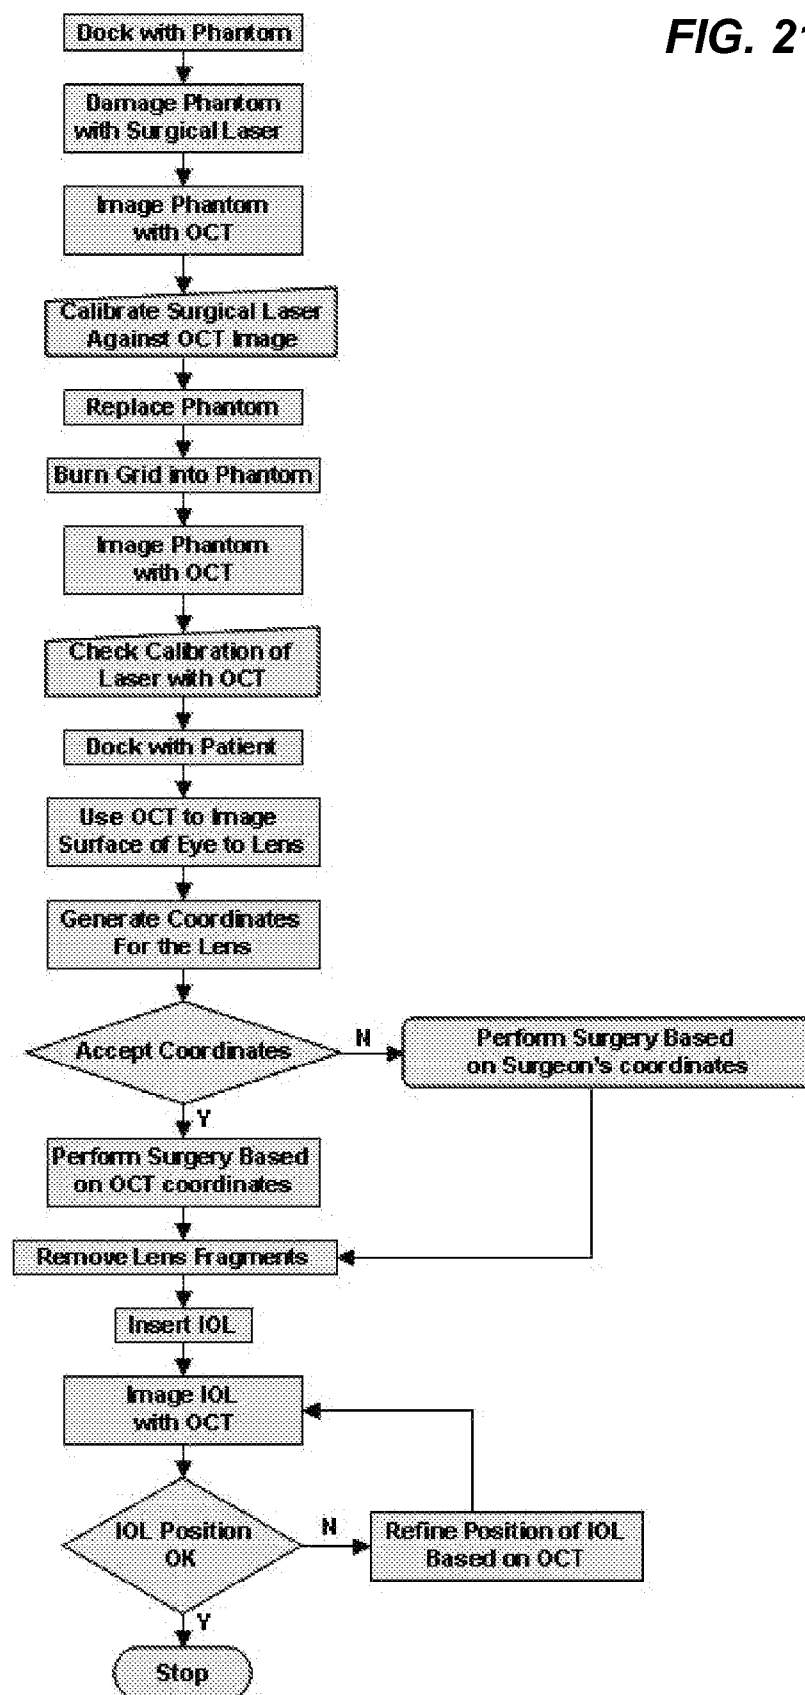 FIG. 21
Dock with Phantom
Damage Phantom
with Surgical Laser
Image Phantom
with OCT
Calibrate Surgical Laser
Against OCT Image
Replace Phantom
Burn Grid into Phantom
Image Phantom
with OCT
Check Calibration of
Laser with OCT
Dock with Patient
Use OCT to Image
Surface of Eye to Lens
Generate Coordinates
For the Lens
Accept Coordinates
N
Perform Surgery Based
on Surgeon's coordinates
Y
Perform Surgery Based
on OCT coordinates
Remove Lens Fragments
Insert IOL
Image IOL
with OCT
IOL Position
OK
N
Refine Position of IOL
Based on OCT
Y
Stop